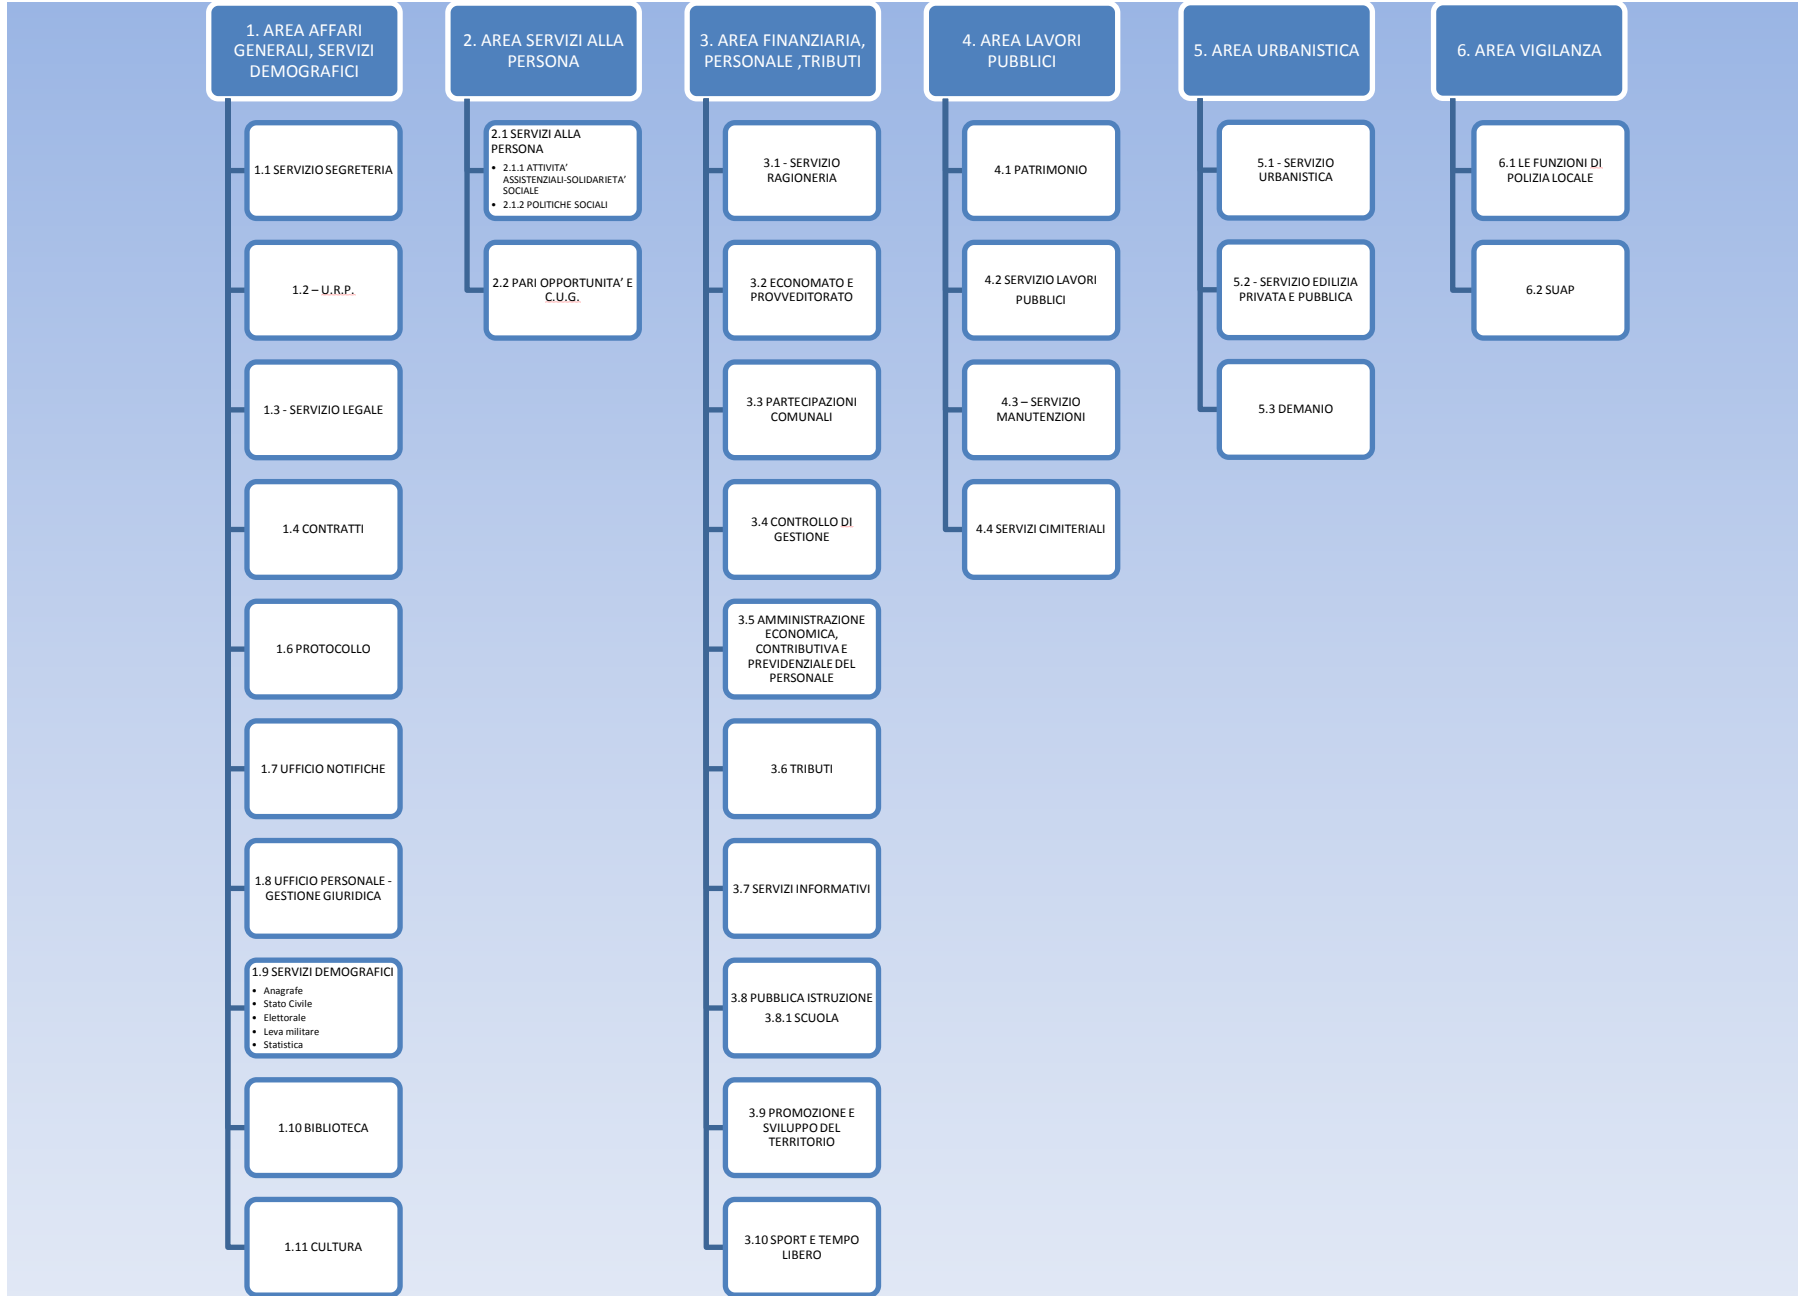 1. AREA AFFARI
GENERALI, SERVIZI
DEMOGRAFICI
1.1 SERVIZIO SEGRETERIA
1.2 – U.R.P.
1.3 - SERVIZIO LEGALE
1.4 CONTRATTI
1.6 PROTOCOLLO
1.7 UFFICIO NOTIFICHE
1.8 UFFICIO PERSONALE -
GESTIONE GIURIDICA
1.9 SERVIZI DEMOGRAFICI
• Anagrafe
• Stato Civile
• Elettorale
• Leva militare
• Statistica
1.10 BIBLIOTECA
1.11 CULTURA
2. AREA SERVIZI ALLA
PERSONA
2.1 SERVIZI ALLA
PERSONA
• 2.1.1 ATTIVITA’
ASSISTENZIALI-SOLIDARIETA’
SOCIALE
• 2.1.2 POLITICHE SOCIALI
2.2 PARI OPPORTUNITA’ E
C.U.G.
3. AREA FINANZIARIA,
PERSONALE ,TRIBUTI
3.1 - SERVIZIO
RAGIONERIA
3.2 ECONOMATO E
PROVVEDITORATO
3.3 PARTECIPAZIONI
COMUNALI
3.4 CONTROLLO DI
GESTIONE
3.5 AMMINISTRAZIONE
ECONOMICA,
CONTRIBUTIVA E
PREVIDENZIALE DEL
PERSONALE
3.6 TRIBUTI
3.7 SERVIZI INFORMATIVI
3.8 PUBBLICA ISTRUZIONE
3.8.1 SCUOLA
3.9 PROMOZIONE E
SVILUPPO DEL
TERRITORIO
3.10 SPORT E TEMPO
LIBERO
4. AREA LAVORI
PUBBLICI
4.1 PATRIMONIO
4.2 SERVIZIO LAVORI
PUBBLICI
4.3 – SERVIZIO
MANUTENZIONI
4.4 SERVIZI CIMITERIALI
5. AREA URBANISTICA
5.1 - SERVIZIO
URBANISTICA
5.2 - SERVIZIO EDILIZIA
PRIVATA E PUBBLICA
5.3 DEMANIO
6. AREA VIGILANZA
6.1 LE FUNZIONI DI
POLIZIA LOCALE
6.2 SUAP